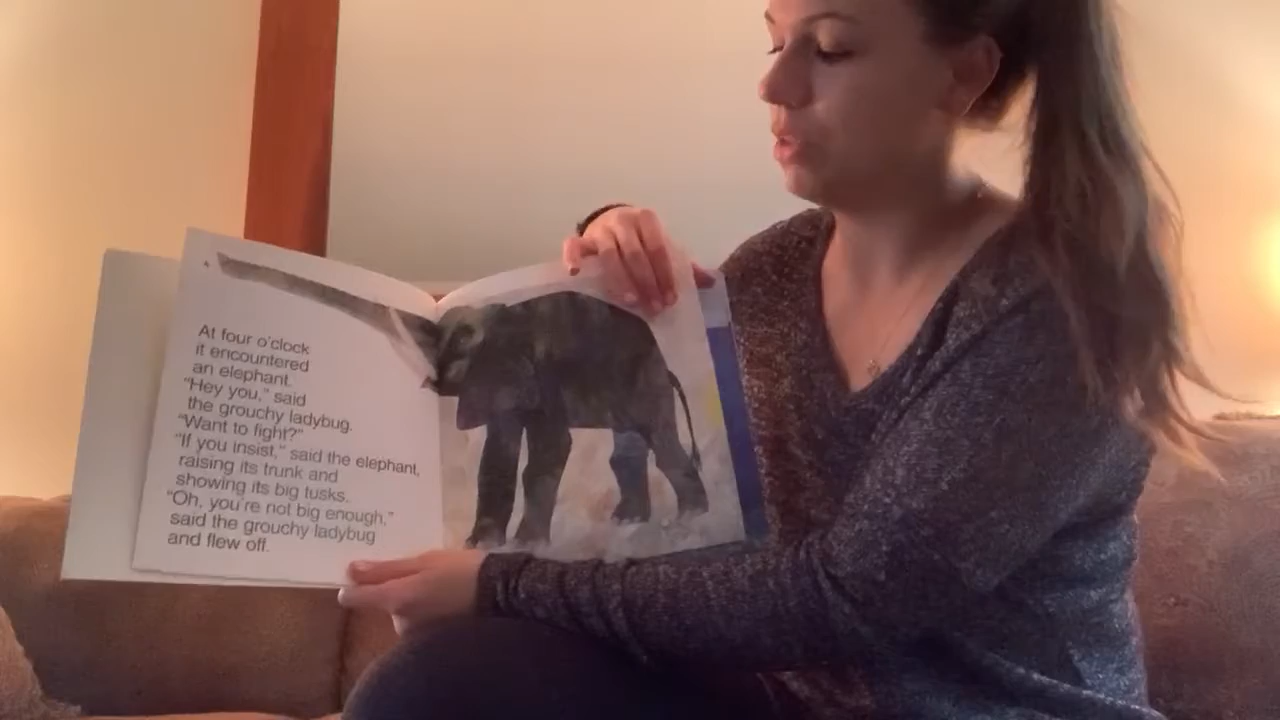 At four o'clock
it encountered
an elephant.
"Hey you," said
the grouchy ladybug.
"Want to fight?"
"If you insist," said the elephant,
raising its trunk and
showing its big tusks.
"Oh, you're not big enough,"
said the grouchy ladybug
and flew off.